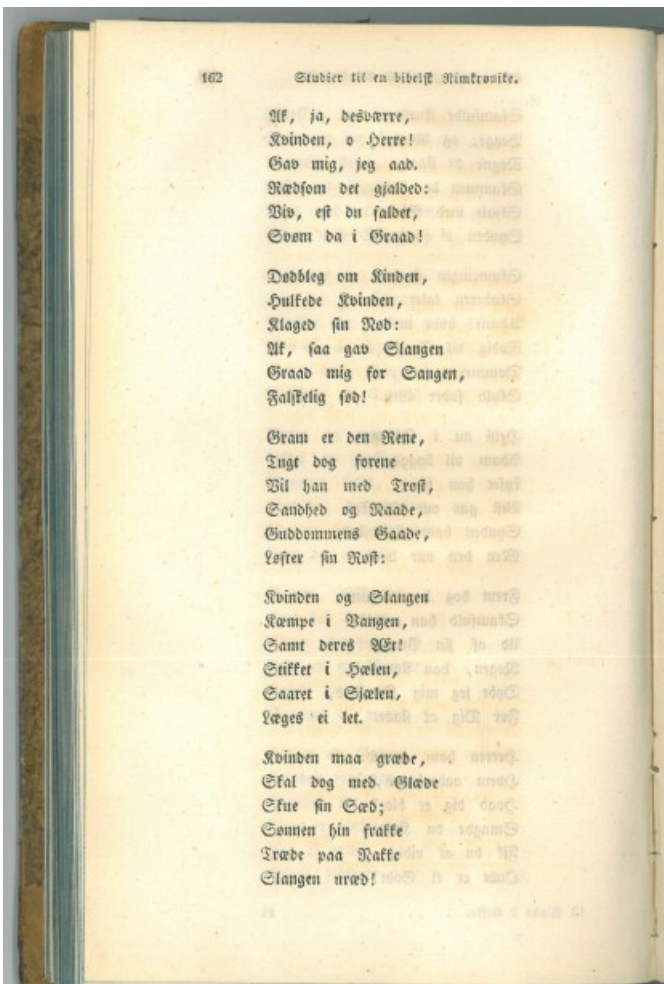 162
Studier til en bibelsk Rimkrønike.
Ak, ja, desværre,
Kvinden, o Herre!
Gav mig, jeg aad.
Rædsom det gjalded:
Viv, est du faldet,
Svøm da i Graad!
Dødbleg om Kinden,
Hulkede Kvinden,
Klaged sin Nød:
Ak, saa gav Slangen
Graad mig for Sangen,
Falskelig sød!
Gram er den Rene,
Tugt dog forene
Vil han med Trøst,
Sandhed og Naade,
Guddommens Gaade,
Løfter sin Røst:
Kvinden og Slangen
Kæmpe i Vangen,
Samt deres Æt!
Stikket i Hælen,
Saaret i Sjælen,
Læges ei let.
Kvinden maa græde,
Skal dog med Glæde
Skue sin Sæd;
Sønnen hin frakke
Træde paa Nakke
Slangen uræd!